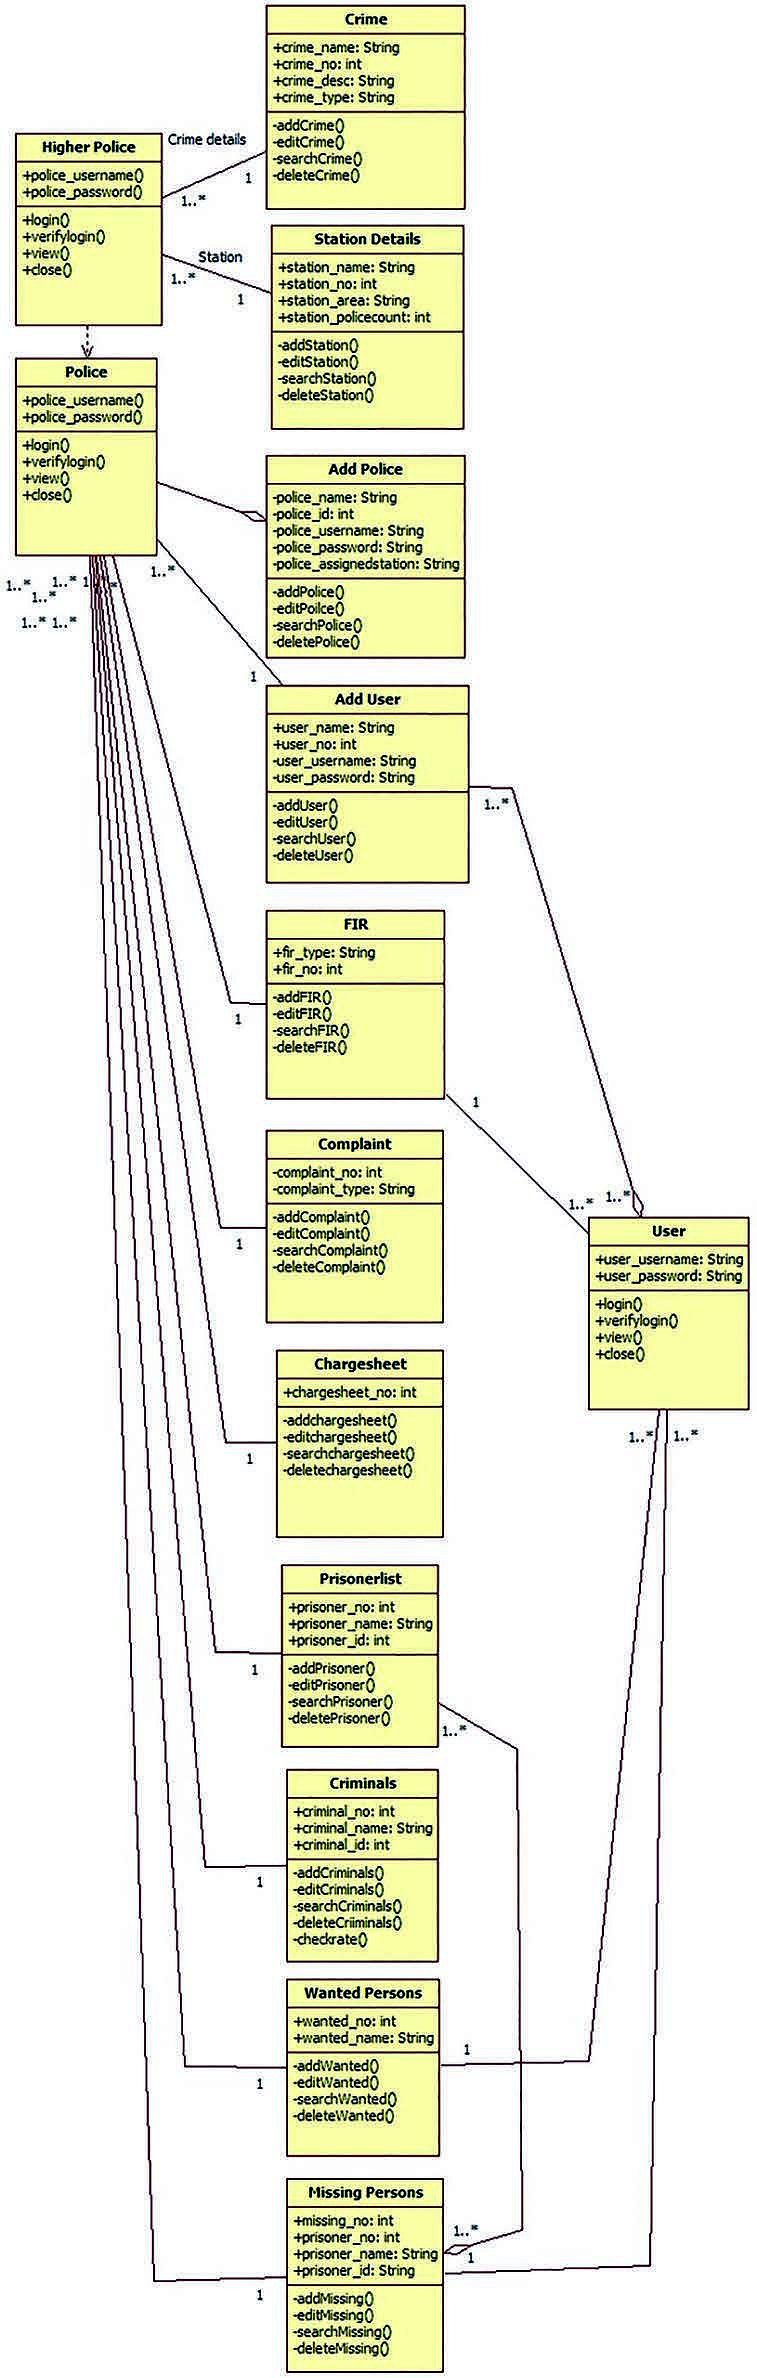 Crime
+crime_name: String
+crime_no: int
+crime_desc: String
+crime_type: String
-addCrime()
-editCrime()
-searchCrime()
-deleteCrime()
Crime details
1
1..*
Higher Police
+police_username()
+police_password()
+login()
+verifylogin()
+view()
+close()
Station
1..*
1
Station Details
+station_name: String
+station_no: int
+station_area: String
+station_policecount: int
-addStation()
-editStation()
-searchStation()
-deleteStation()
Police
+police_username()
+police_password()
+login()
+verifylogin()
+view()
+close()
Add Police
-police_name: String
-police_id: int
-police_username: String
-police_password: String
-police_assignedstation: String
-addPolice()
-editPoilce()
-searchPolice()
-deletePolice()
1..*
1..*
1..*
1..*
1..* 1..*
1
Add User
+user_name: String
+user_no: int
-user_username: String
-user_password: String
-addUser()
-editUser()
-searchUser()
-deleteUser()
1..*
FIR
+fir_type: String
+fir_no: int
-addFIR()
-editFIR()
-searchFIR()
-deleteFIR()
1
1
1..*
1..*
Complaint
-complaint_no: int
-complaint_type: String
-addComplaint()
-editComplaint()
-searchComplaint()
-deleteComplaint()
1
User
+user_username: String
+user_password: String
+login()
+verifylogin()
+view()
+close()
1..*
1..*
Chargesheet
+chargesheet_no: int
-addchargesheet()
-editchargesheet()
-searchchargesheet()
-deletechargesheet()
1
Prisonerlist
+prisoner_no: int
+prisoner_name: String
+prisoner_id: int
-addPrisoner()
-editPrisoner()
-searchPrisoner()
-deletePrisoner()
1
1..*
Criminals
+criminal_no: int
+criminal_name: String
+criminal_id: int
-addCriminals()
-editCriminals()
-searchCriminals()
-deleteCriiminals()
-checkrate()
1
Wanted Persons
+wanted_no: int
+wanted_name: String
-addWanted()
-editWanted()
-searchWanted()
-deleteWanted()
1
1
Missing Persons
+missing_no: int
+prisoner_no: int
+prisoner_name: String
+prisoner_id: String
-addMissing()
-editMissing()
-searchMissing()
-deleteMissing()
1..*
1
1